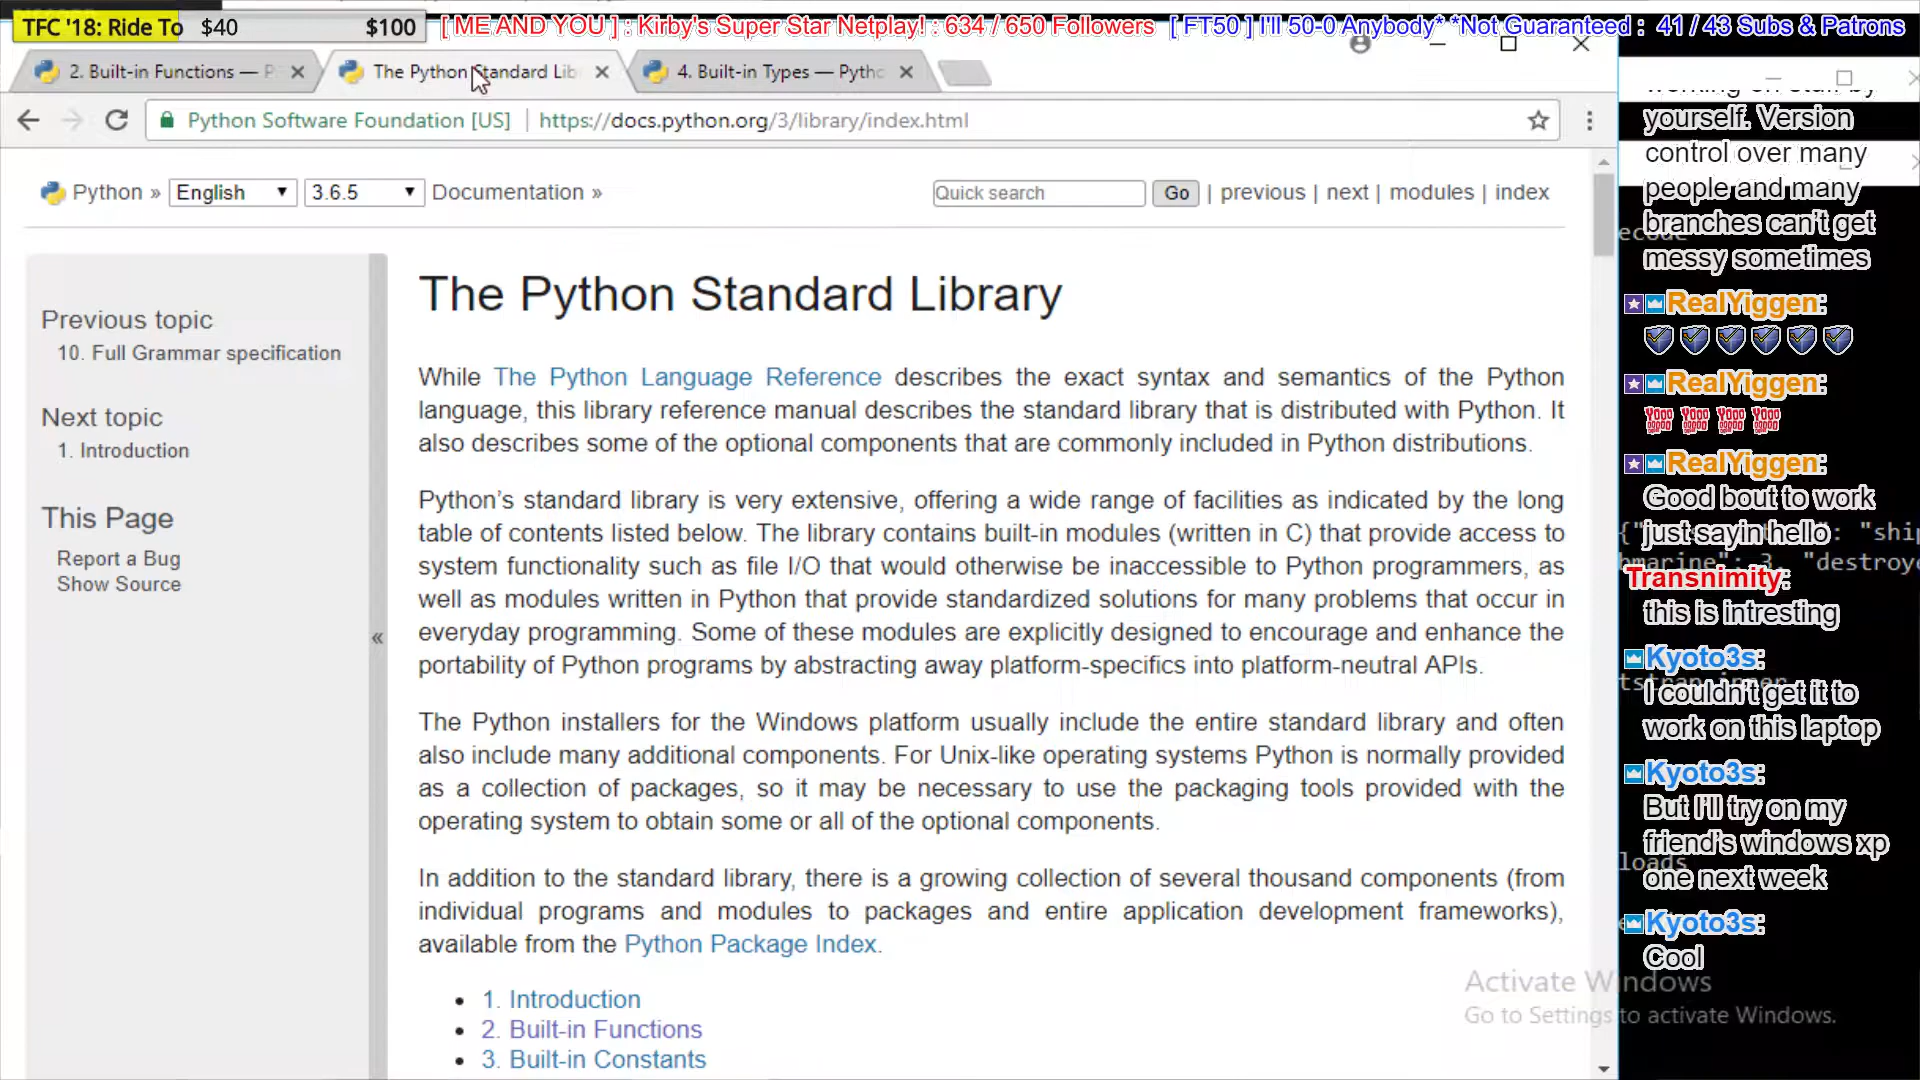 TFC '18: Ride To $40 $100
[ ME AND YOU ] : Kirby's Super Star Netplay! : 634 / 650 Followers [ FT50 ] I'll 50-0 Anybody* *Not Guaranteed : 41 / 43 Subs & Patrons
2. Built-in Functions — P
The Python Standard Lib
4. Built-in Types — Pytho
Python Software Foundation [US] https://docs.python.org/3/library/index.html
Python » English 3.6.5 Documentation »
Quick search Go | previous | next | modules | index
Previous topic
10. Full Grammar specification
Next topic
1. Introduction
This Page
Report a Bug
Show Source
«
The Python Standard Library
While The Python Language Reference describes the exact syntax and semantics of the Python
language, this library reference manual describes the standard library that is distributed with Python. It
also describes some of the optional components that are commonly included in Python distributions.
Python's standard library is very extensive, offering a wide range of facilities as indicated by the long
table of contents listed below. The library contains built-in modules (written in C) that provide access to
system functionality such as file I/O that would otherwise be inaccessible to Python programmers, as
well as modules written in Python that provide standardized solutions for many problems that occur in
everyday programming. Some of these modules are explicitly designed to encourage and enhance the
portability of Python programs by abstracting away platform-specifics into platform-neutral APIs.
The Python installers for the Windows platform usually include the entire standard library and often
also include many additional components. For Unix-like operating systems Python is normally provided
as a collection of packages, so it may be necessary to use the packaging tools provided with the
operating system to obtain some or all of the optional components.
In addition to the standard library, there is a growing collection of several thousand components (from
individual programs and modules to packages and entire application development frameworks),
available from the Python Package Index.
• 1. Introduction
• 2. Built-in Functions
• 3. Built-in Constants
working on stuff by
yourself. Version
control over many
people and many
branches can't get
messy sometimes
RealYiggen:
RealYiggen:
RealYiggen:
Good bout to work
just sayin hello
Transnimity:
this is intresting
Kyoto3s:
I couldn't get it to
work on this laptop
Kyoto3s:
But I'll try on my
friend's windows xp
one next week
Kyoto3s:
Cool
": "ship
": 3, "destroye
loads
Activate Windows
Go to Settings to activate Windows.